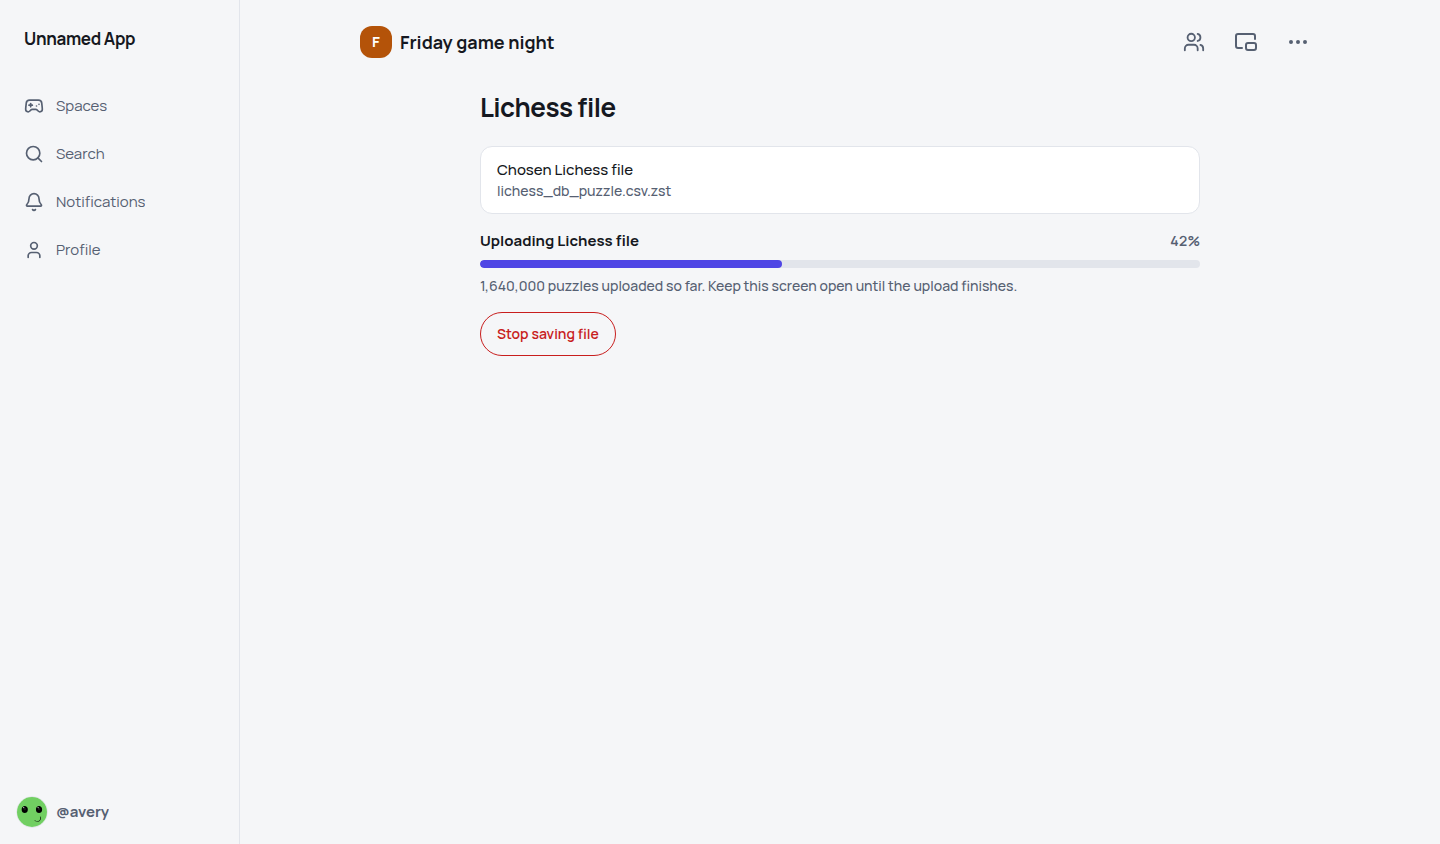 Unnamed App
Spaces
Search
Notifications
Profile
@avery
F
Friday game night
Lichess file
Chosen Lichess file
lichess_db_puzzle.csv.zst
Uploading Lichess file
42%
1,640,000 puzzles uploaded so far. Keep this screen open until the upload finishes.
Stop saving file